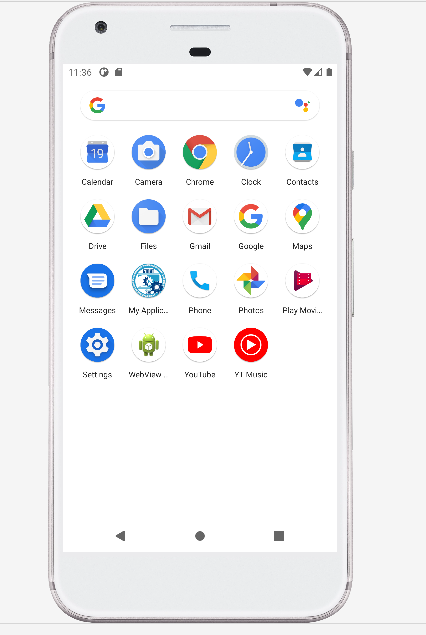 11:36
Calendar Camera Chrome Clock Contacts
Drive Files Gmail Google Maps
Messages My Applic... Phone Photos Play Movi...
Settings WebView... YouTube YT Music
19